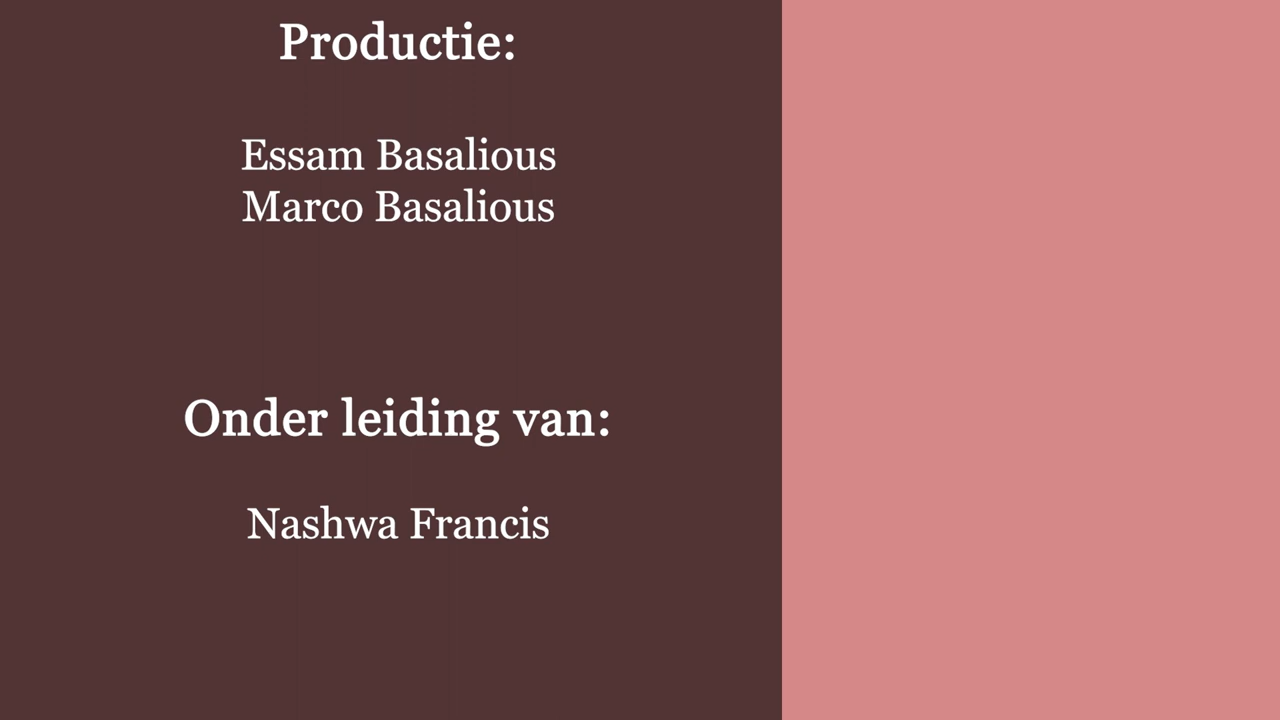 Productie:
Essam Basalious
Marco Basalious
Onder leiding van:
Nashwa Francis